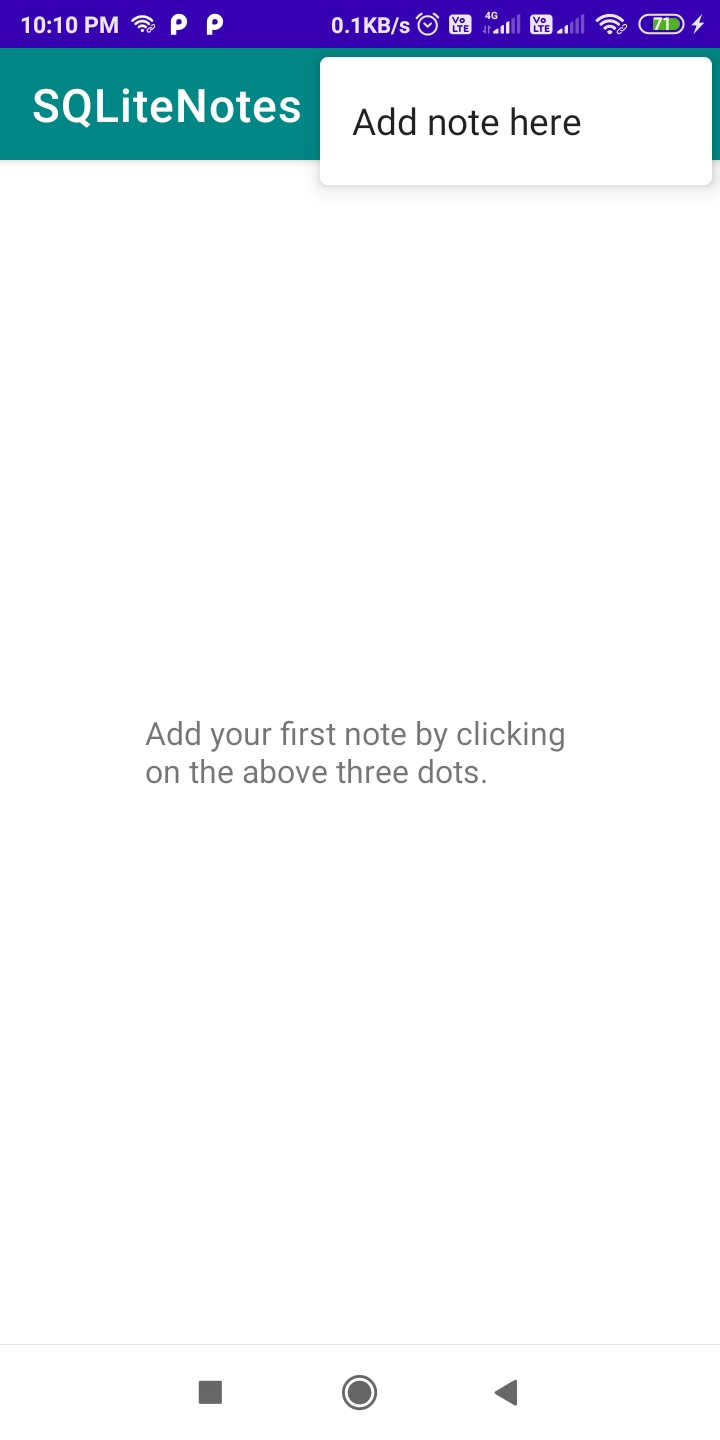 10:10 PM 0.1KB/s Vo LTE 4G Vo LTE 71
SQLiteNotes
Add note here
Add your first note by clicking
on the above three dots.